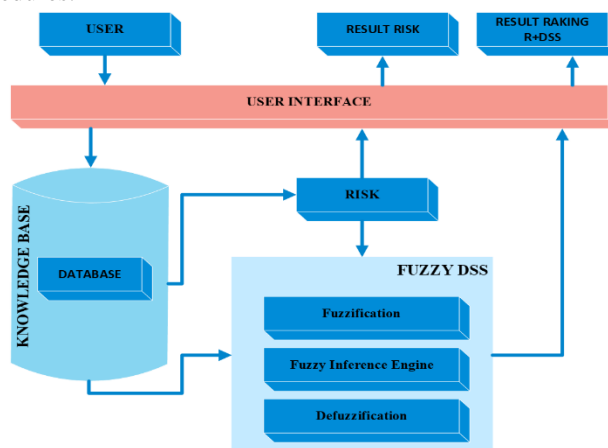 USER
RESULT RISK
RESULT RAKING
R+DSS
USER INTERFACE
KNOWLEDGE BASE
DATABASE
RISK
FUZZY DSS
Fuzzification
Fuzzy Inference Engine
Defuzzification